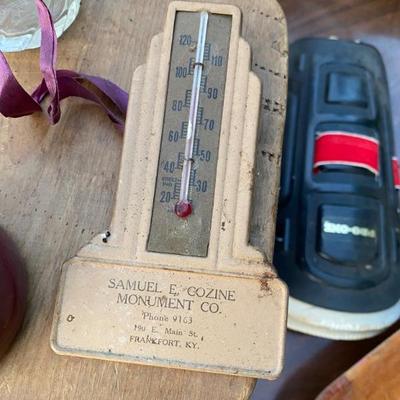 120
110
100
90
80
70
60
50
40
30
20
SAMUEL E. COZINE
MONUMENT CO.
Phone 9163
190 E. Main St.
FRANKFORT, KY.